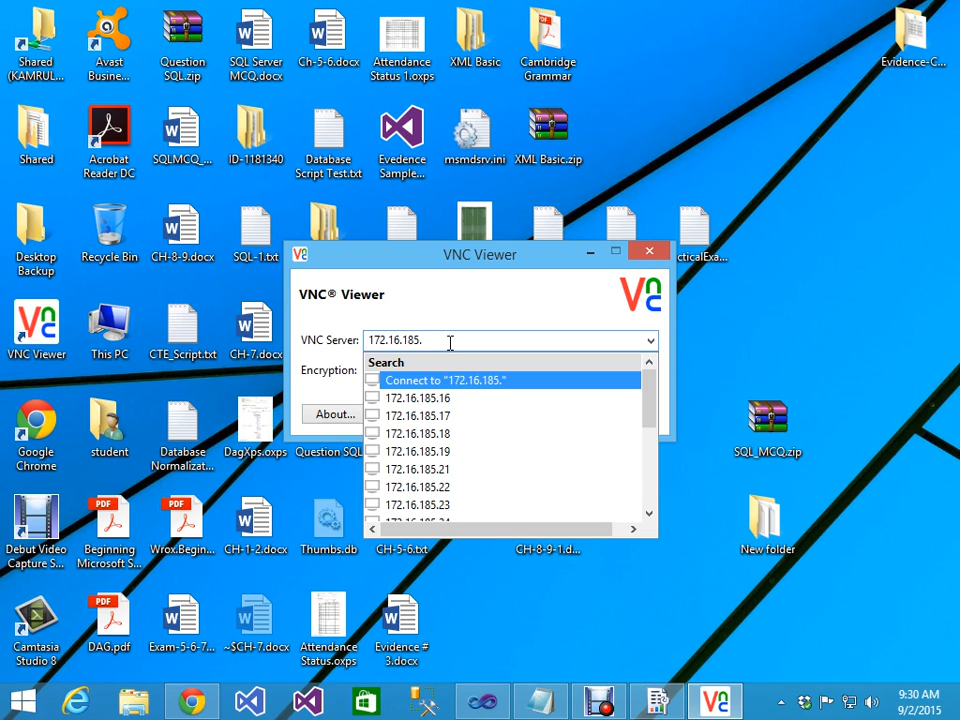 Shared
(KAMRUL...
Avast
Busine...
Question
SQL.zip
SQL Server
MCQ.docx
Ch-5-6.docx
Attendance
Status 1.oxps
XML Basic
Cambridge
Grammar
Evidence-C...
Shared
Acrobat
Reader DC
SQLMCQ_...
ID-1181340
Database
Script Test.txt
Evedence
Sample...
msmdsrv.ini
XML Basic.zip
Desktop
Backup
Recycle Bin
CH-8-9.docx
SQL-1.txt
cticalExa...
VNC Viewer
VNC® Viewer
VNC Server:
172.16.185.
Encryption:
About...
Search
Connect to "172.16.185."
172.16.185.16
172.16.185.17
172.16.185.18
172.16.185.19
172.16.185.21
172.16.185.22
172.16.185.23
VNC Viewer
This PC
CTE_Script.txt
CH-7.docx
Google
Chrome
student
Database
Normalizat...
DagXps.oxps
Question SQL
SQL_MCQ.zip
Debut Video
Capture S...
PDF
Beginning
Microsoft S...
PDF
Wrox.Begin...
CH-1-2.docx
Thumbs.db
CH-5-6.txt
CH-8-9-1.d...
New folder
Camtasia
Studio 8
PDF
DAG.pdf
Exam-5-6-7...
~$CH-7.docx
Attendance
Status.oxps
Evidence #
3.docx
9:30 AM
9/2/2015